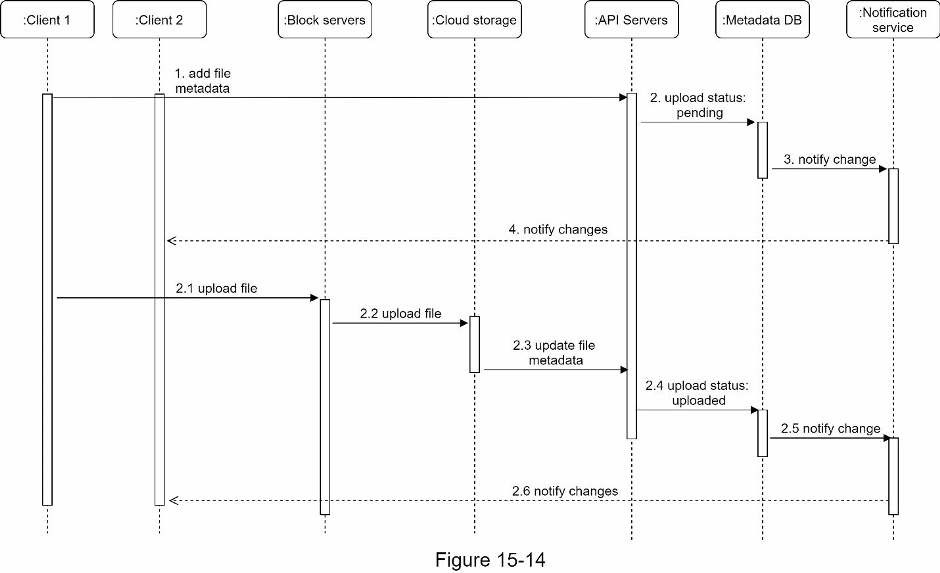 :Client 1
:Client 2
:Block servers
:Cloud storage
:API Servers
:Metadata DB
:Notification
service
1. add file
metadata
2. upload status:
pending
3. notify change
4. notify changes
2.1 upload file
2.2 upload file
2.3 update file
metadata
2.4 upload status:
uploaded
2.5 notify change
2.6 notify changes
Figure 15-14